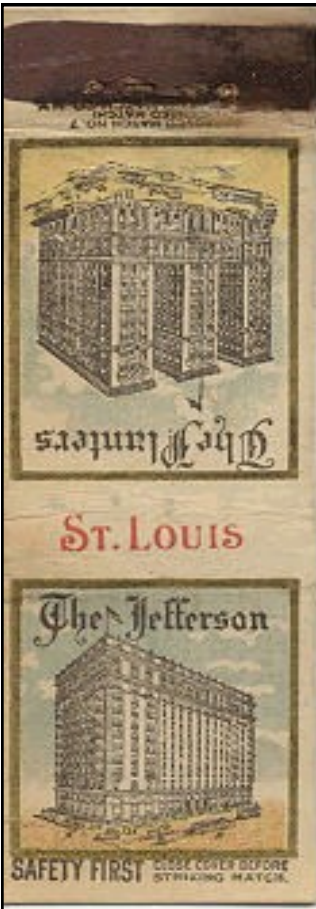 The Planters
St. Louis
The Jefferson
SAFETY FIRST CLOSE COVER BEFORE
STRIKING MATCH.